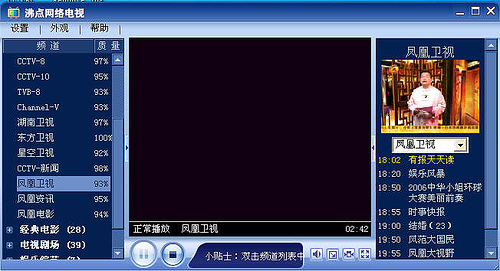 沸点网络电视
设置 | 外观 | 帮助 |
频道 质量
CCTV-8 97%
CCTV-10 95%
TVB-8 93%
Channel-V 93%
湖南卫视 97%
东方卫视 100%
星空卫视 92%
CCTV-新闻 98%
凤凰卫视 93%
凤凰资讯 95%
凤凰电影 94%
经典电影 (28)
电视剧场 (39)
正常播放 凤凰卫视 02:42
小贴士：双击频道列表中
凤凰卫视
凤凰卫视
18:02 有报天天读
18:20 娱乐风暴
18:50 2006中华小姐环球
大赛美丽前奏
18:55 时事快报
19:00 结婚(23)
19:50 凤范大国民
19:55 凤凰大视野